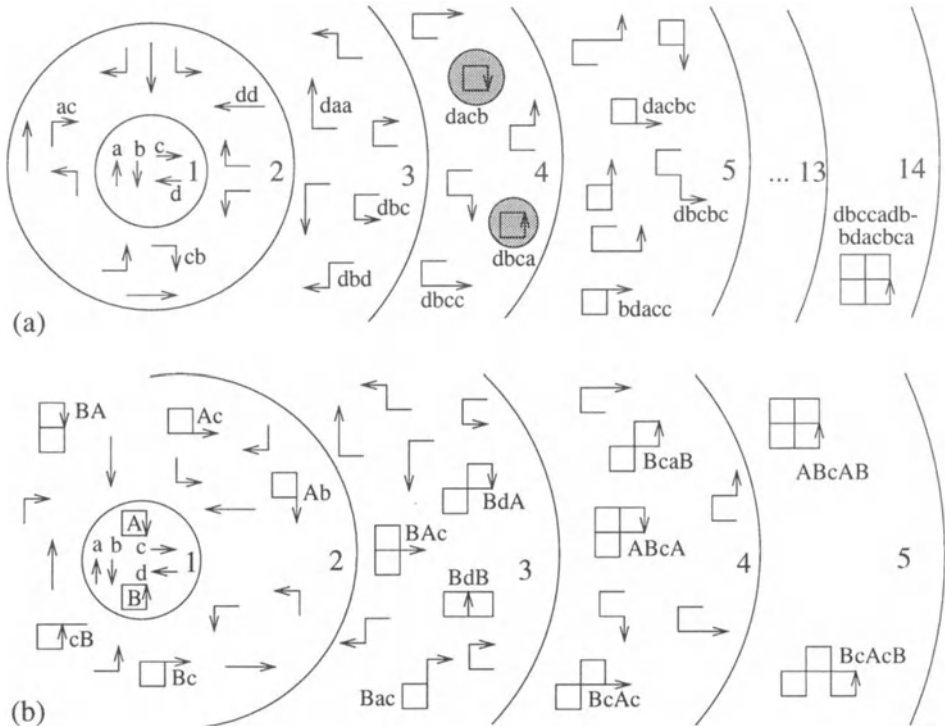 ac
dd
a b c
d
1
2
cb
daa
dbc
dbd
3
dacb
dbca
dbcc
4
dacbc
dbcbc
bdacc
5
... 13
14
dbccadb-
bdacbca
(a)
BA
Ac
Ab
A
a b c
d
B
1
2
cB
Bc
BAc
BdA
BdB
Bac
3
BcaB
ABcA
BcAc
4
ABcAB
BcAcB
5
(b)